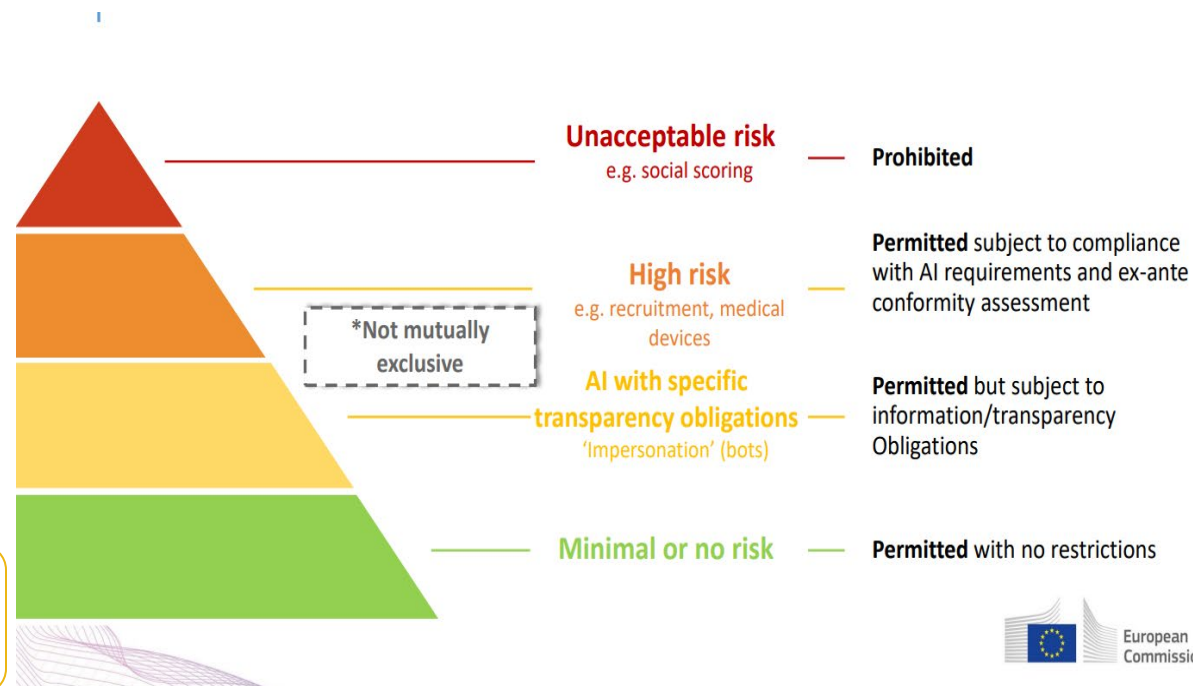 Unacceptable risk
e.g. social scoring
Prohibited
High risk
e.g. recruitment, medical
devices
Permitted subject to compliance
with AI requirements and ex-ante
conformity assessment
*Not mutually
exclusive
AI with specific
transparency obligations
‘Impersonation’ (bots)
Permitted but subject to
information/transparency
Obligations
Minimal or no risk
Permitted with no restrictions
European